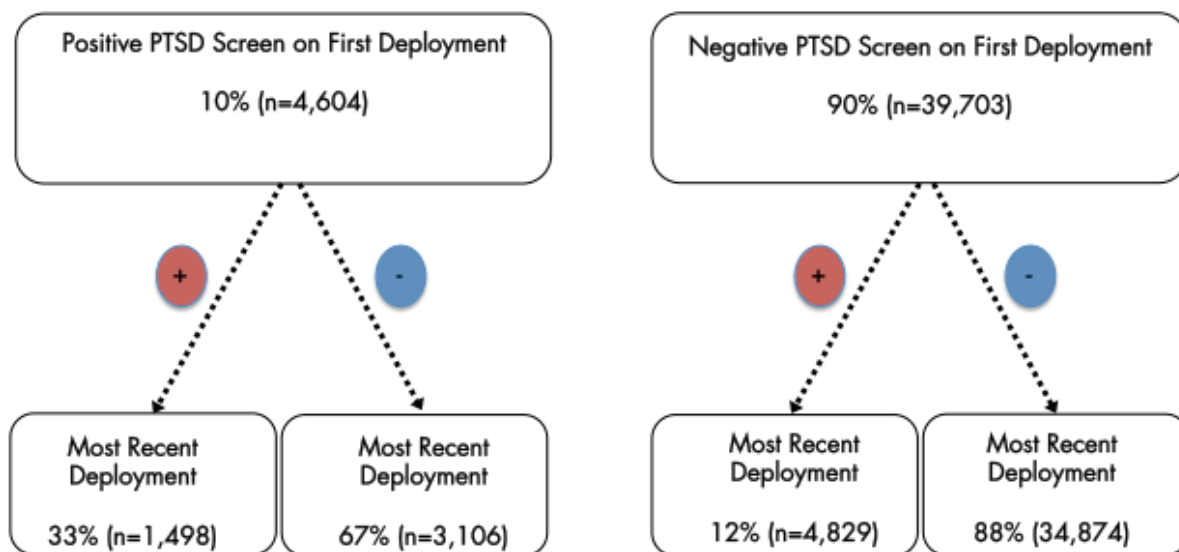 Positive PTSD Screen on First Deployment
10% (n=4,604)
Negative PTSD Screen on First Deployment
90% (n=39,703)
+
-
+
-
Most Recent
Deployment
33% (n=1,498)
Most Recent
Deployment
67% (n=3,106)
Most Recent
Deployment
12% (n=4,829)
Most Recent
Deployment
88% (34,874)